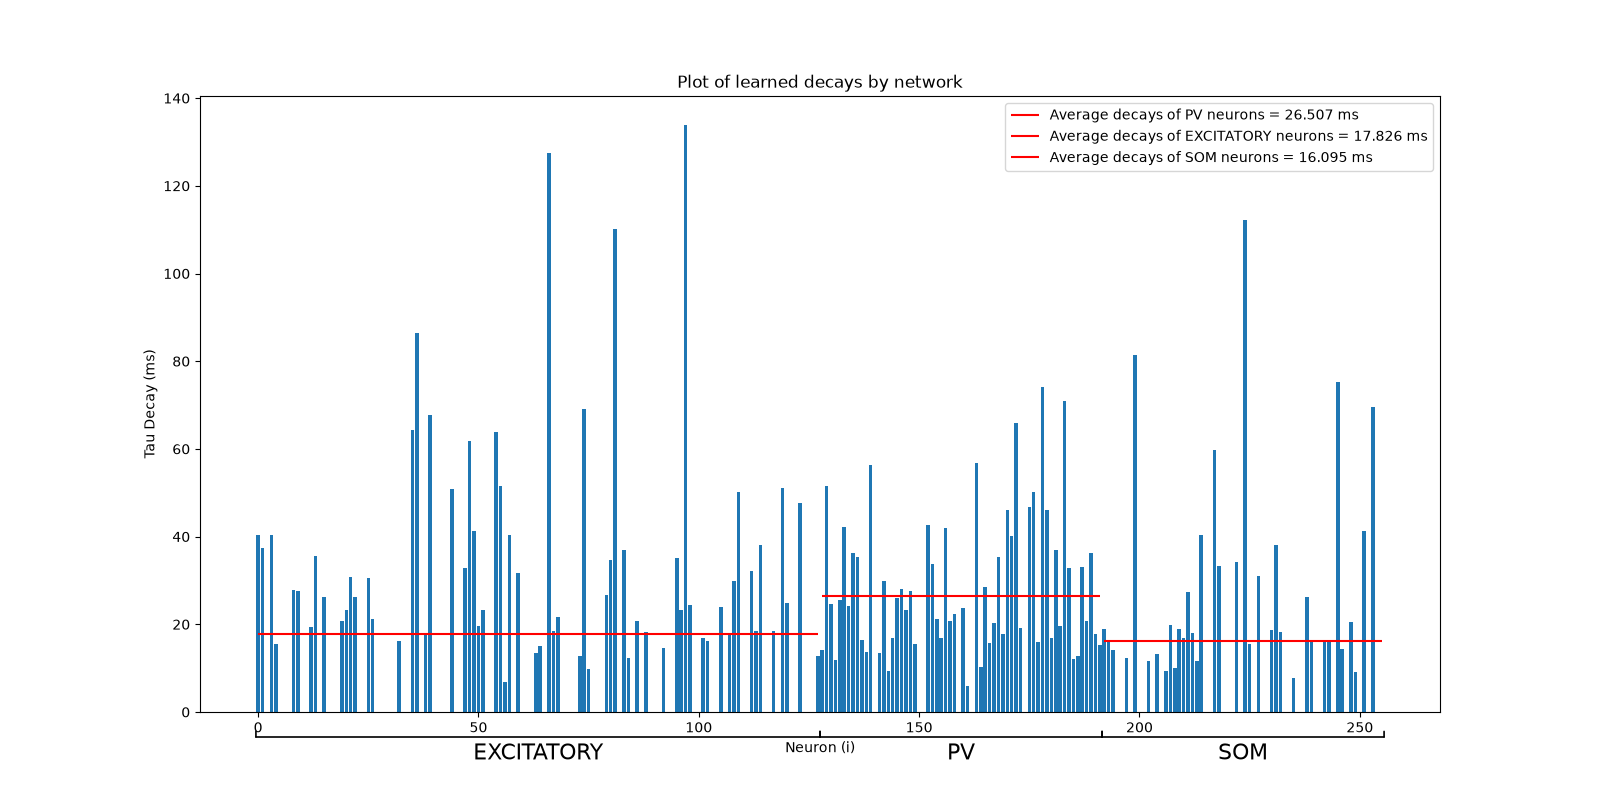 Plot of learned decays by network
Average decays of PV neurons = 26.507 ms
Average decays of EXCITATORY neurons = 17.826 ms
Average decays of SOM neurons = 16.095 ms
140
120
100
80
60
40
20
0
Tau Decay (ms)
0 50 100 150 200 250
Neuron (i)
EXCITATORY PV SOM